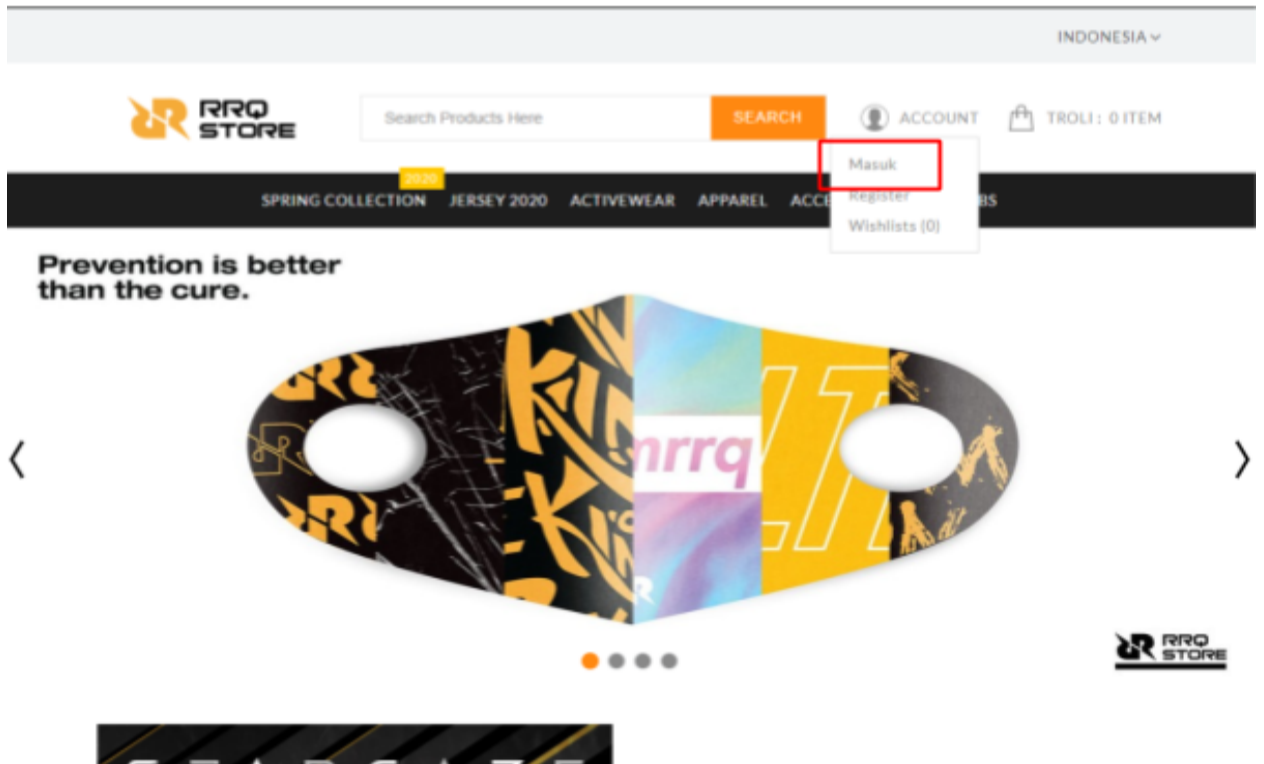 INDONESIA
RRQ
STORE
Search Products Here
SEARCH
ACCOUNT
TROLI : 0 ITEM
Masuk
Register
Wishlists (0)
2020
SPRING COLLECTION JERSEY 2020 ACTIVEWEAR APPAREL
Prevention is better
than the cure.
mrrq
RRQ
STORE